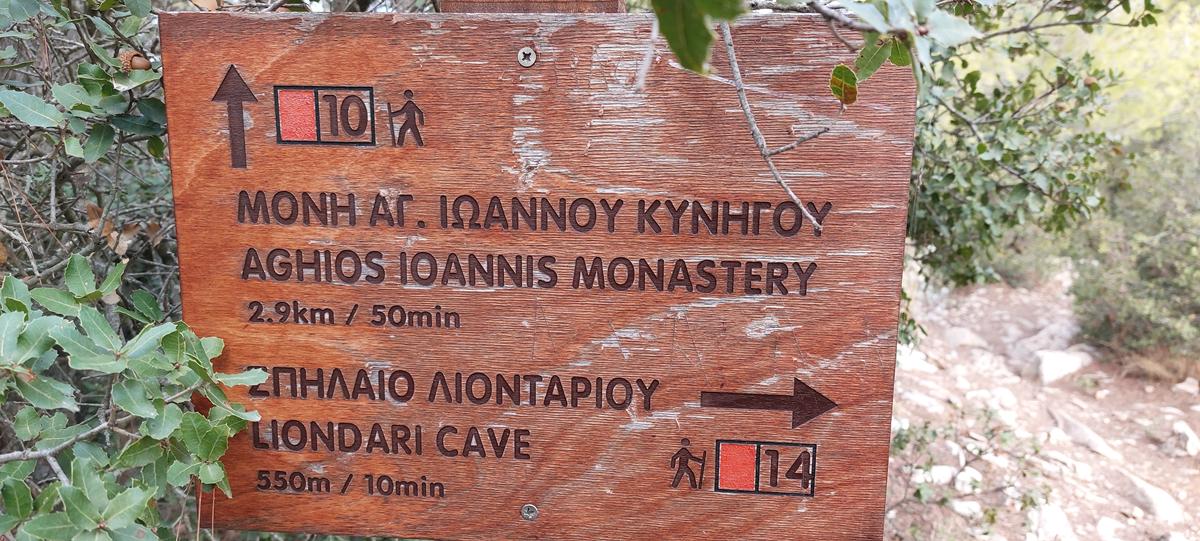 10
ΜΟΝΗ ΑΓ. ΙΩΑΝΝΟΥ ΚΥΝΗΓΟΥ
AGHIOS IOANNIS MONASTERY
2.9km / 50min
ΣΠΗΛΑΙΟ ΛΙΟΝΤΑΡΙΟΥ
LIONDARI CAVE
14
550m / 10min